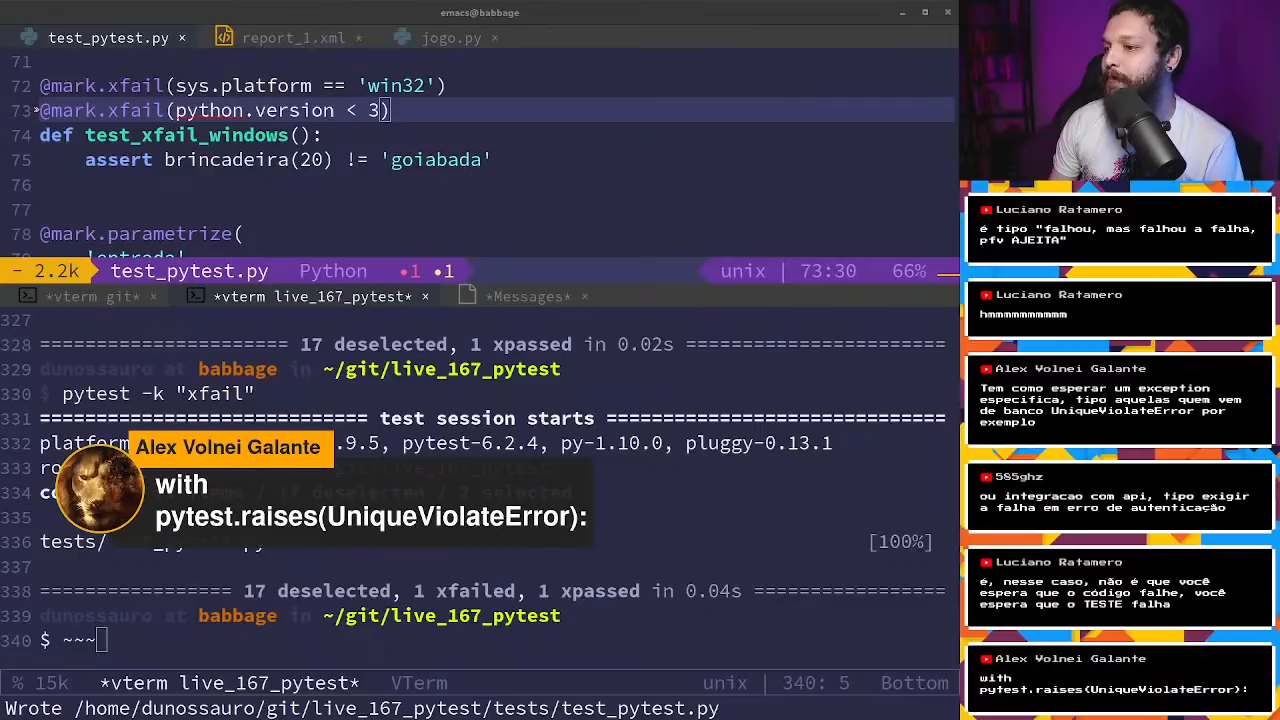 emacs@babbage
test_pytest.py ×
report_1.xml
jogo.py ×
71
72 @mark.xfail(sys.platform == 'win32')
73 @mark.xfail(python.version < 3)
74 def test_xfail_windows():
75 assert brincadeira(20) != 'goiabada'
76
77
78 @mark.parametrize(
- 2.2k test_pytest.py Python •1 •1 unix | 73:30 66%
*vterm git* × *vterm live_167_pytest* × *Messages* ×
327
328 ===================== 17 deselected, 1 xpassed in 0.02s ======================
329 dunossauro at babbage in ~/git/live_167_pytest
330 $ pytest -k "xfail"
331 ============================ test session starts =============================
332 platform .9.5, pytest-6.2.4, py-1.10.0, pluggy-0.13.1
333
334 / 17 deselected / 2 selected
335
336 tests/ [100%]
337
338 ================= 17 deselected, 1 xfailed, 1 xpassed in 0.04s =================
339 dunossauro at babbage in ~/git/live_167_pytest
340 $ ~~~
Alex Volnei Galante
with
pytest.raises(UniqueViolateError):
% 15k *vterm live_167_pytest* VTerm unix | 340: 5 Bottom
Wrote /home/dunossauro/git/live_167_pytest/tests/test_pytest.py
Luciano Ratamero
é tipo "falhou, mas falhou a falha,
pfv AJEITA"
Luciano Ratamero
hmmmmmmmmmm
Alex Volnei Galante
Tem como esperar um exception
especifica, tipo aquelas quem vem
de banco UniqueViolateError por
exemplo
585ghz
ou integracao com api, tipo exigir
a falha em erro de autenticação
Luciano Ratamero
é, nesse caso, não é que você
espera que o código falhe, você
espera que o TESTE falha
Alex Volnei Galante
with
pytest.raises(UniqueViolateError):